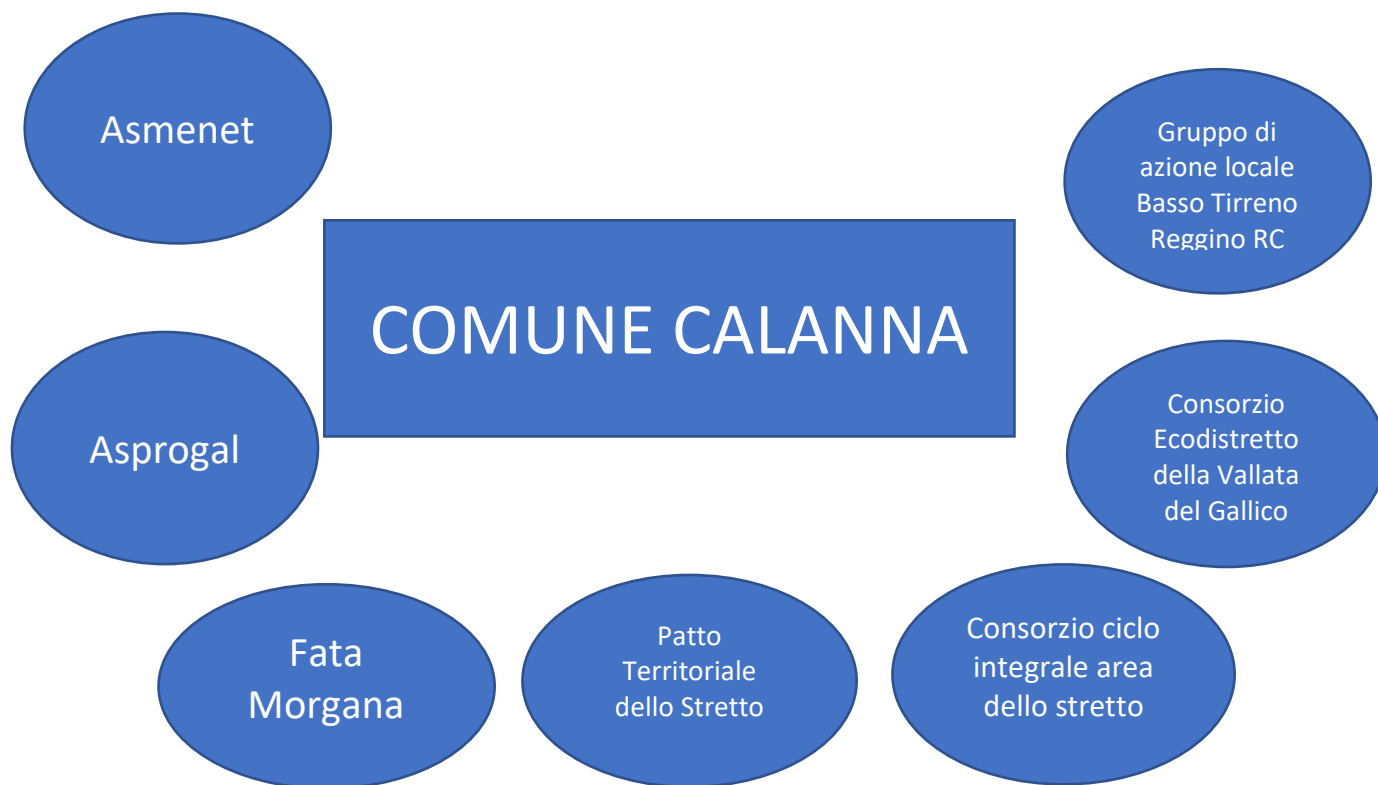 Asmenet
Gruppo di
azione locale
Basso Tirreno
Reggino RC
COMUNE CALANNA
Asprogal
Consorzio
Ecodistretto
della Vallata
del Gallico
Fata
Morgana
Patto
Territoriale
dello Stretto
Consorzio ciclo
integrale area
dello stretto